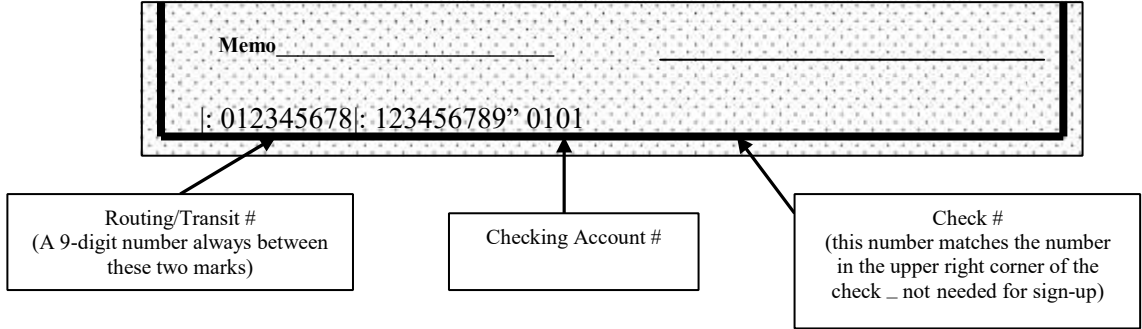 Memo
|: 012345678|: 123456789” 0101
Routing/Transit #
(A 9-digit number always between
these two marks)
Checking Account #
Check #
(this number matches the number
in the upper right corner of the
check _ not needed for sign-up)